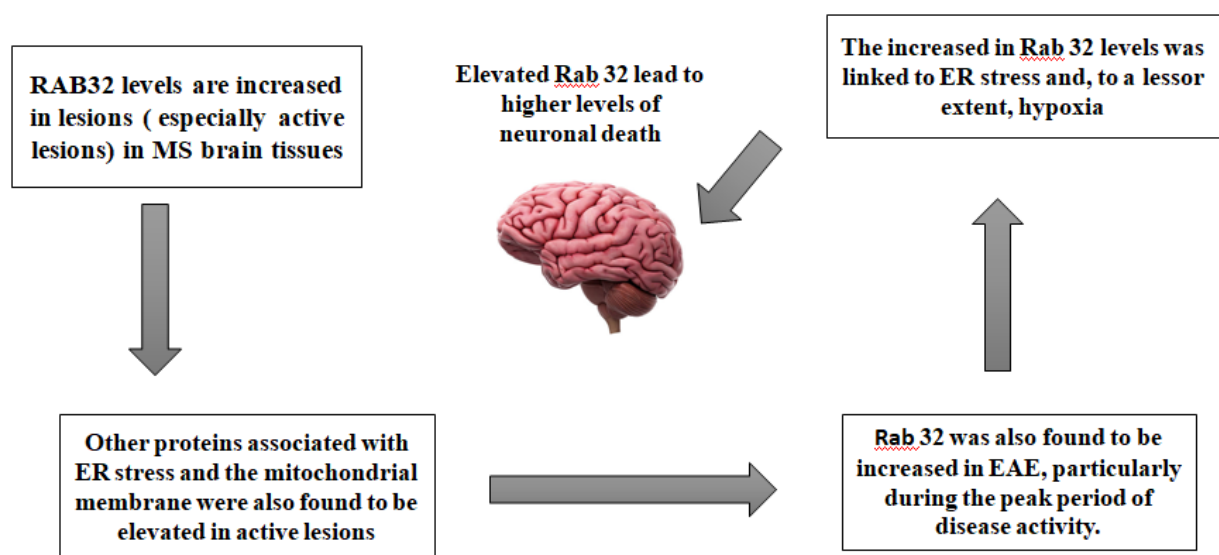 RAB32 levels are increased
in lesions ( especially active
lesions) in MS brain tissues
Other proteins associated with
ER stress and the mitochondrial
membrane were also found to be
elevated in active lesions
Rab 32 was also found to be
increased in EAE, particularly
during the peak period of
disease activity.
The increased in Rab 32 levels was
linked to ER stress and, to a lessor
extent, hypoxia
Elevated Rab 32 lead to
higher levels of
neuronal death